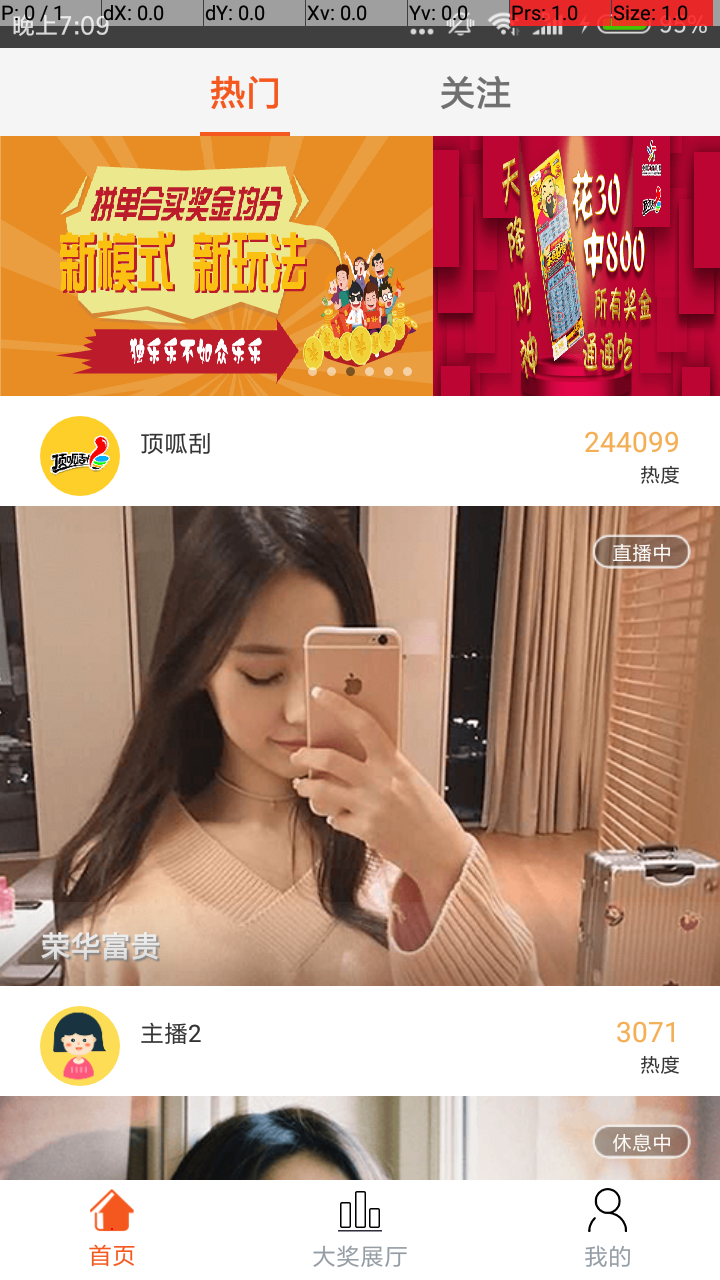 P: 0 / 1 dX: 0.0 dY: 0.0 Xv: 0.0 Yv: 0.0 Prs: 1.0 Size: 1.0
晚上7:09 95%
热门 关注
拼单合买奖金均分
新模式 新玩法
独乐乐不如众乐乐
天降财神
花30
中800
所有奖金
通通吃
顶呱刮
顶呱刮
244099
热度
直播中
荣华富贵
主播2
3071
热度
休息中
首页 大奖展厅 我的